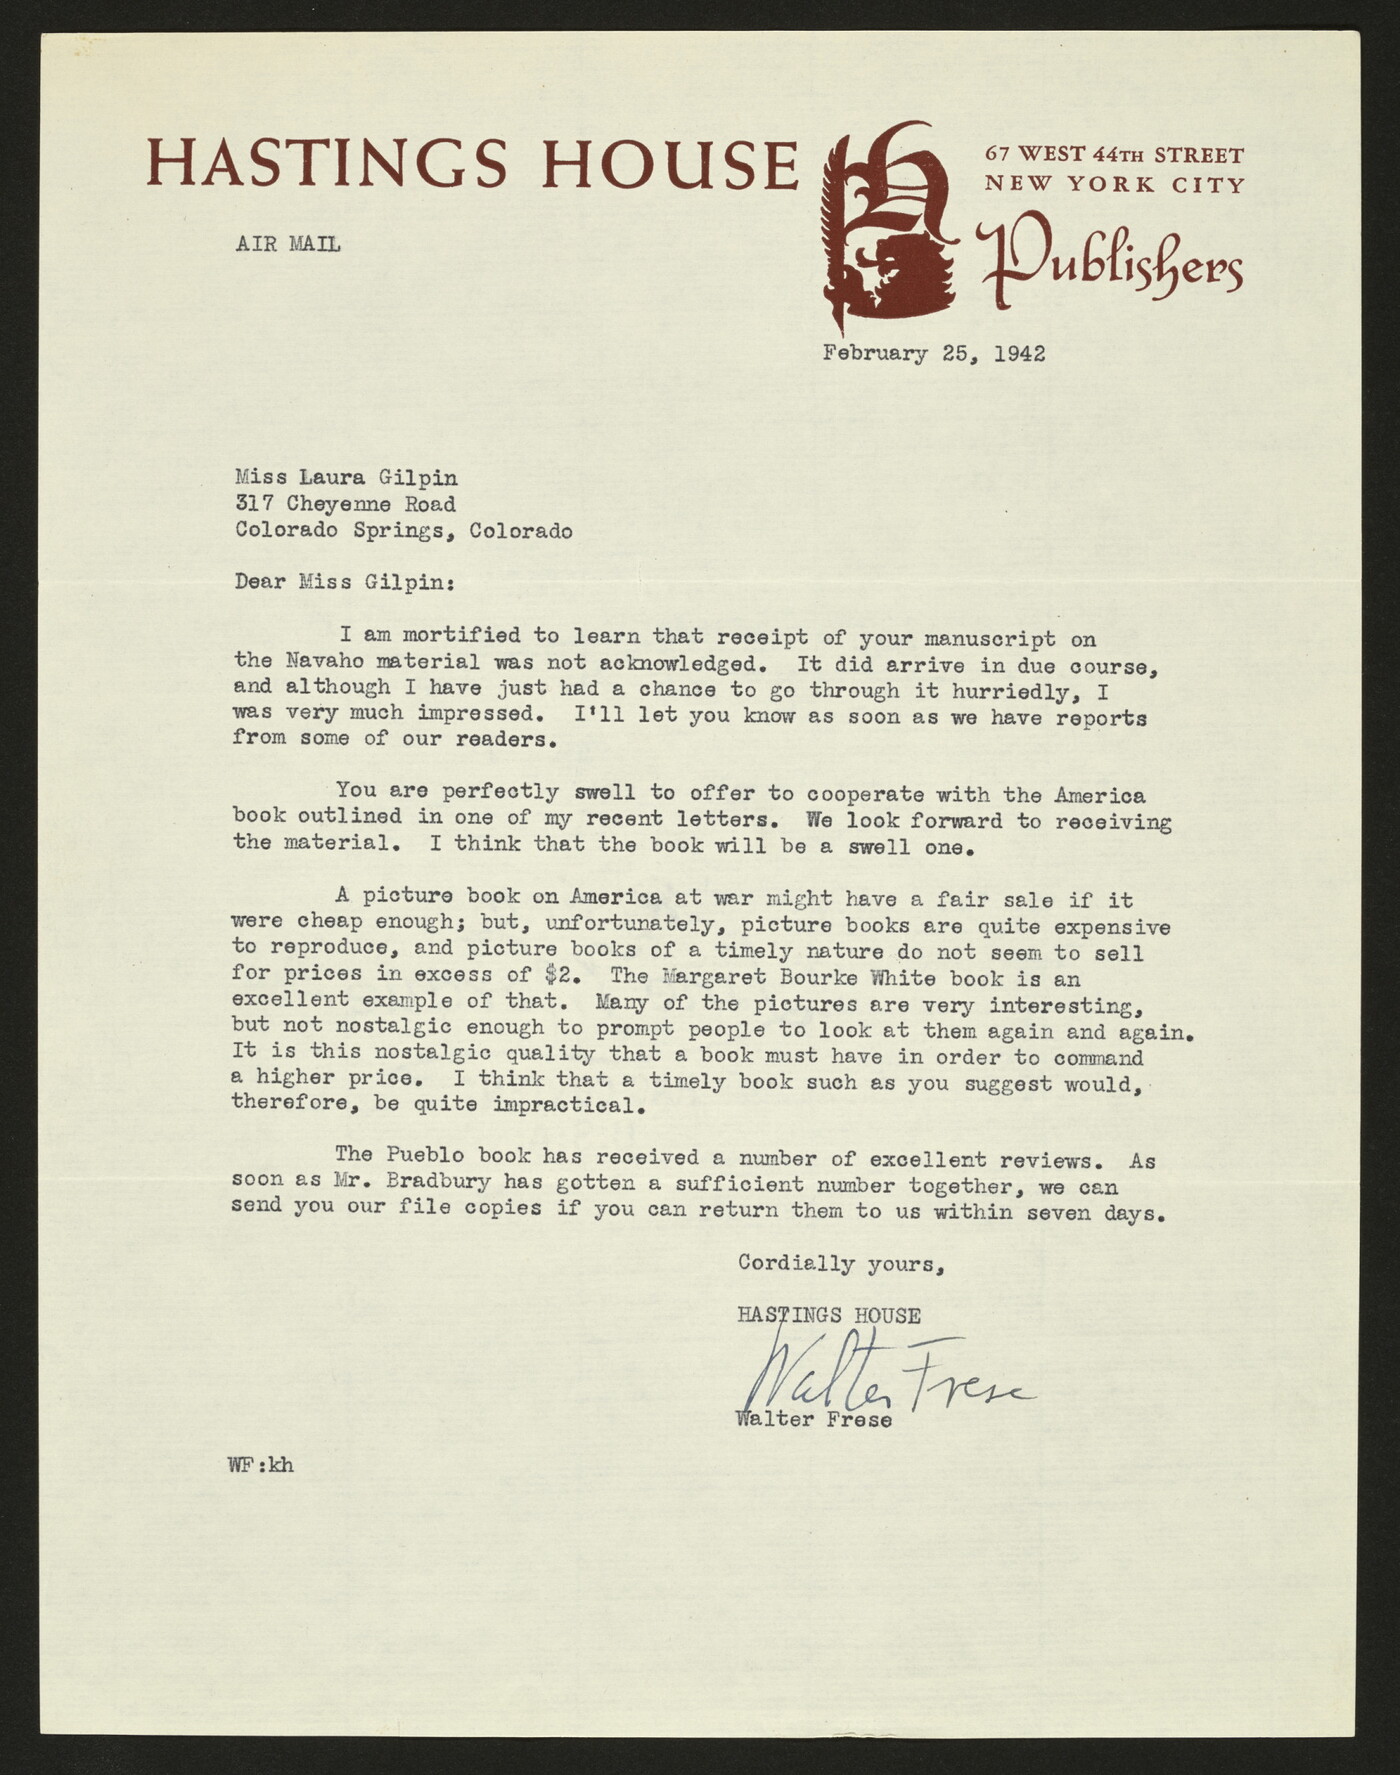 HASTINGS HOUSE
67 WEST 44TH STREET
NEW YORK CITY
Publishers
AIR MAIL
February 25, 1942
Miss Laura Gilpin
317 Cheyenne Road
Colorado Springs, Colorado
Dear Miss Gilpin:
I am mortified to learn that receipt of your manuscript on
the Navaho material was not acknowledged. It did arrive in due course,
and although I have just had a chance to go through it hurriedly, I
was very much impressed. I'll let you know as soon as we have reports
from some of our readers.
You are perfectly swell to offer to cooperate with the America
book outlined in one of my recent letters. We look forward to receiving
the material. I think that the book will be a swell one.
A picture book on America at war might have a fair sale if it
were cheap enough; but, unfortunately, picture books are quite expensive
to reproduce, and picture books of a timely nature do not seem to sell
for prices in excess of $2. The Margaret Bourke White book is an
excellent example of that. Many of the pictures are very interesting,
but not nostalgic enough to prompt people to look at them again and again.
It is this nostalgic quality that a book must have in order to command
a higher price. I think that a timely book such as you suggest would,
therefore, be quite impractical.
The Pueblo book has received a number of excellent reviews. As
soon as Mr. Bradbury has gotten a sufficient number together, we can
send you our file copies if you can return them to us within seven days.
Cordially yours,
HASTINGS HOUSE
Walter Frese
Walter Frese
WF:kh